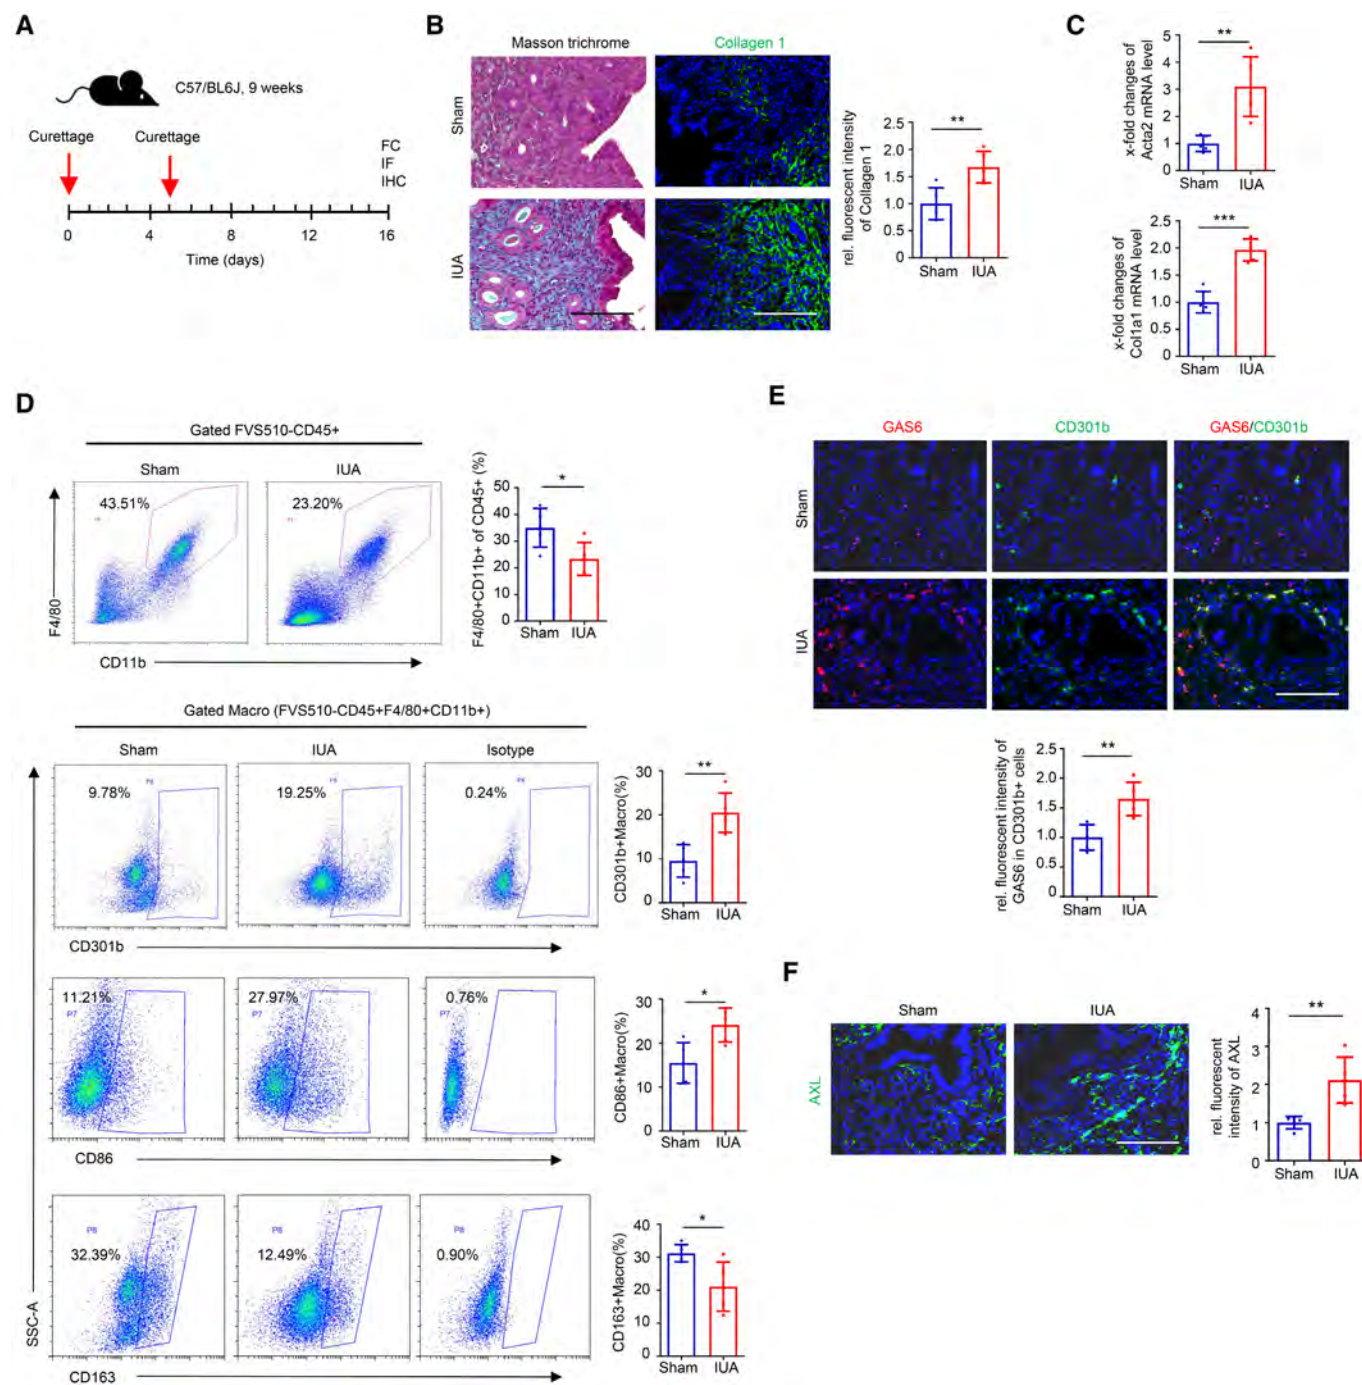 A
C57/BL6J, 9 weeks
Curettage
Curettage
FC
IF
IHC
0
4
8
12
16
Time (days)
B
Masson trichrome
Collagen 1
Sham
IUA
rel. fluorescent intensity
of Collagen 1
2.5
2.0
1.5
1.0
0.5
0
**
Sham
IUA
C
x-fold changes of
Acta2 mRNA level
5
4
3
2
1
0
**
Sham
IUA
x-fold changes of
Col1a1 mRNA level
2.5
2.0
1.5
1.0
0.5
0
***
Sham
IUA
D
Gated FVS510-CD45+
Sham
IUA
43.51%
23.20%
F4/80
CD11b
F4/80+CD11b+ of CD45+ (%)
50
40
30
20
10
0
*
Sham
IUA
Gated Macro (FVS510-CD45+F4/80+CD11b+)
Sham
IUA
Isotype
9.78%
19.25%
0.24%
P6
P6
P6
CD301b
CD301b+Macro(%)
30
20
10
0
**
Sham
IUA
11.21%
27.97%
0.76%
P7
P7
P7
CD86
CD86+Macro(%)
30
20
10
0
*
Sham
IUA
P8
P8
P8
32.39%
12.49%
0.90%
CD163
SSC-A
CD163+Macro(%)
40
30
20
10
0
*
Sham
IUA
E
GAS6
CD301b
GAS6/CD301b
Sham
IUA
rel. fluorescent intensity of
GAS6 in CD301b+ cells
2.5
2.0
1.5
1.0
0.5
0
**
Sham
IUA
F
Sham
IUA
AXL
rel. fluorescent
intensity of AXL
4
3
2
1
0
**
Sham
IUA